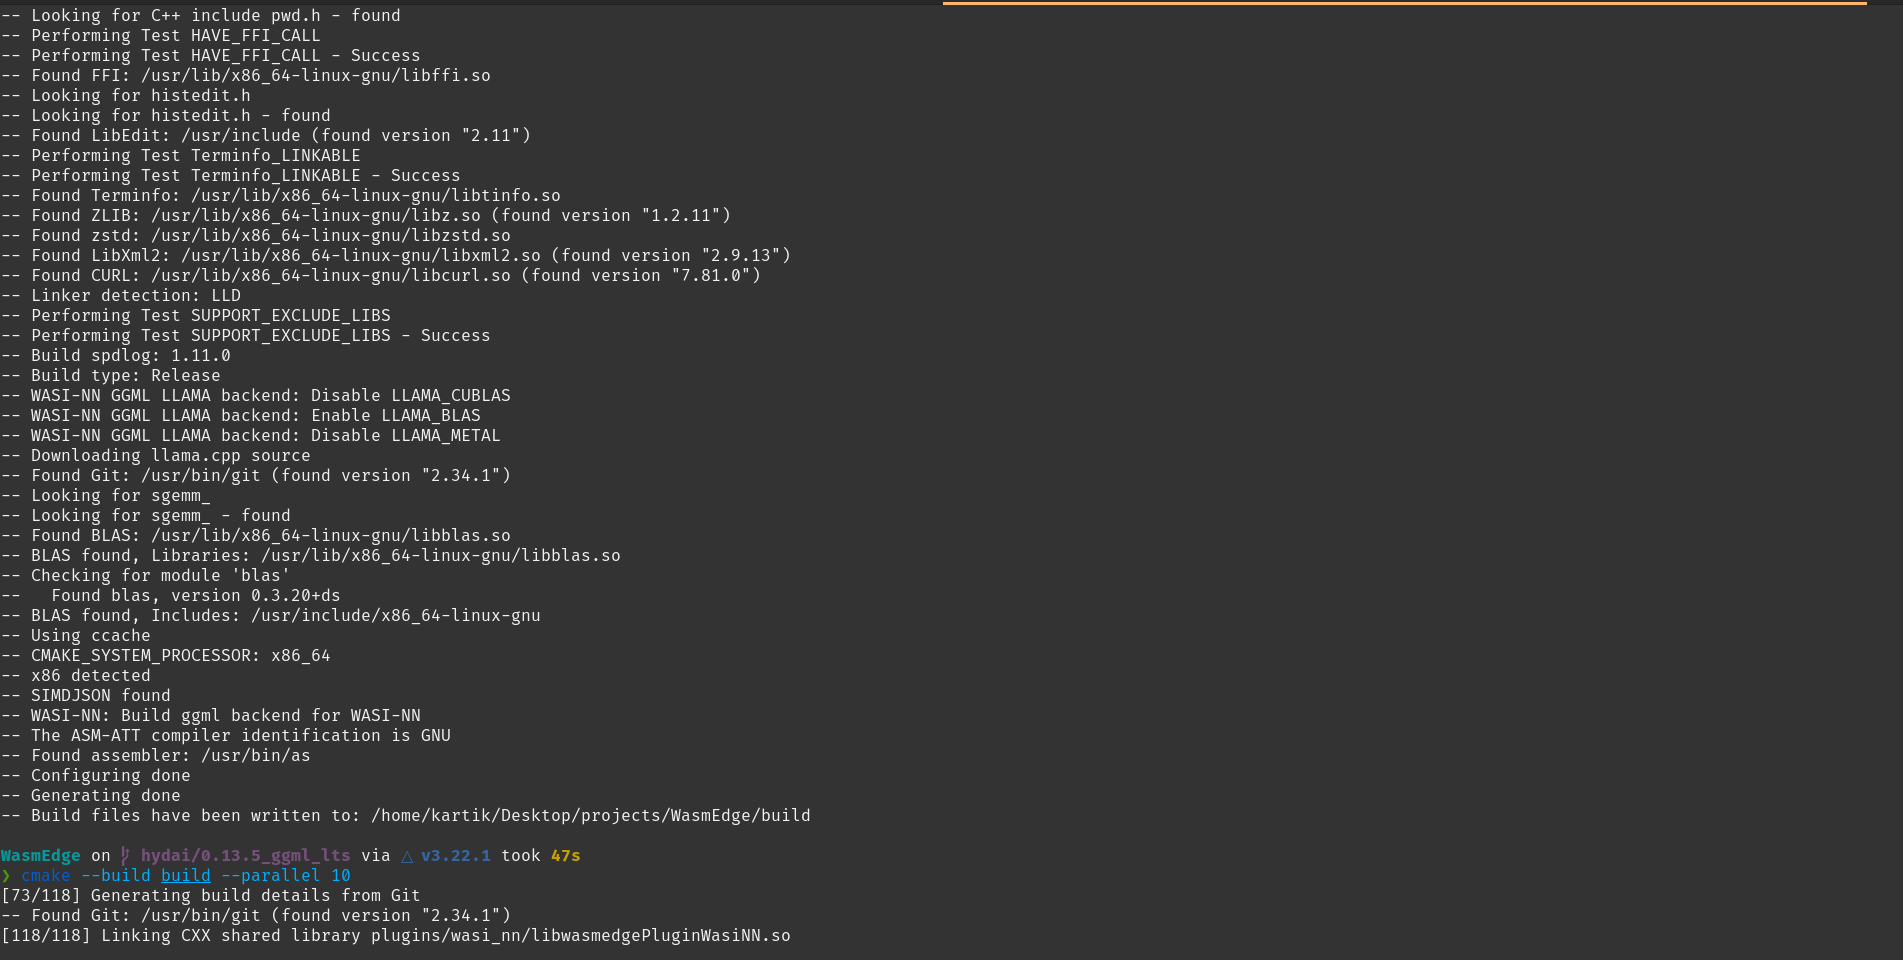 -- Looking for C++ include pwd.h - found
-- Performing Test HAVE_FFI_CALL
-- Performing Test HAVE_FFI_CALL - Success
-- Found FFI: /usr/lib/x86_64-linux-gnu/libffi.so
-- Looking for histedit.h
-- Looking for histedit.h - found
-- Found LibEdit: /usr/include (found version "2.11")
-- Performing Test Terminfo_LINKABLE
-- Performing Test Terminfo_LINKABLE - Success
-- Found Terminfo: /usr/lib/x86_64-linux-gnu/libtinfo.so
-- Found ZLIB: /usr/lib/x86_64-linux-gnu/libz.so (found version "1.2.11")
-- Found zstd: /usr/lib/x86_64-linux-gnu/libzstd.so
-- Found LibXml2: /usr/lib/x86_64-linux-gnu/libxml2.so (found version "2.9.13")
-- Found CURL: /usr/lib/x86_64-linux-gnu/libcurl.so (found version "7.81.0")
-- Linker detection: LLD
-- Performing Test SUPPORT_EXCLUDE_LIBS
-- Performing Test SUPPORT_EXCLUDE_LIBS - Success
-- Build spdlog: 1.11.0
-- Build type: Release
-- WASI-NN GGML LLAMA backend: Disable LLAMA_CUBLAS
-- WASI-NN GGML LLAMA backend: Enable LLAMA_BLAS
-- WASI-NN GGML LLAMA backend: Disable LLAMA_METAL
-- Downloading llama.cpp source
-- Found Git: /usr/bin/git (found version "2.34.1")
-- Looking for sgemm_
-- Looking for sgemm_ - found
-- Found BLAS: /usr/lib/x86_64-linux-gnu/libblas.so
-- BLAS found, Libraries: /usr/lib/x86_64-linux-gnu/libblas.so
-- Checking for module 'blas'
--   Found blas, version 0.3.20+ds
-- BLAS found, Includes: /usr/include/x86_64-linux-gnu
-- Using ccache
-- CMAKE_SYSTEM_PROCESSOR: x86_64
-- x86 detected
-- SIMDJSON found
-- WASI-NN: Build ggml backend for WASI-NN
-- The ASM-ATT compiler identification is GNU
-- Found assembler: /usr/bin/as
-- Configuring done
-- Generating done
-- Build files have been written to: /home/kartik/Desktop/projects/WasmEdge/build
WasmEdge on hydai/0.13.5_ggml_lts via △ v3.22.1 took 47s
❯ cmake --build build --parallel 10
[73/118] Generating build details from Git
-- Found Git: /usr/bin/git (found version "2.34.1")
[118/118] Linking CXX shared library plugins/wasi_nn/libwasmedgePluginWasiNN.so